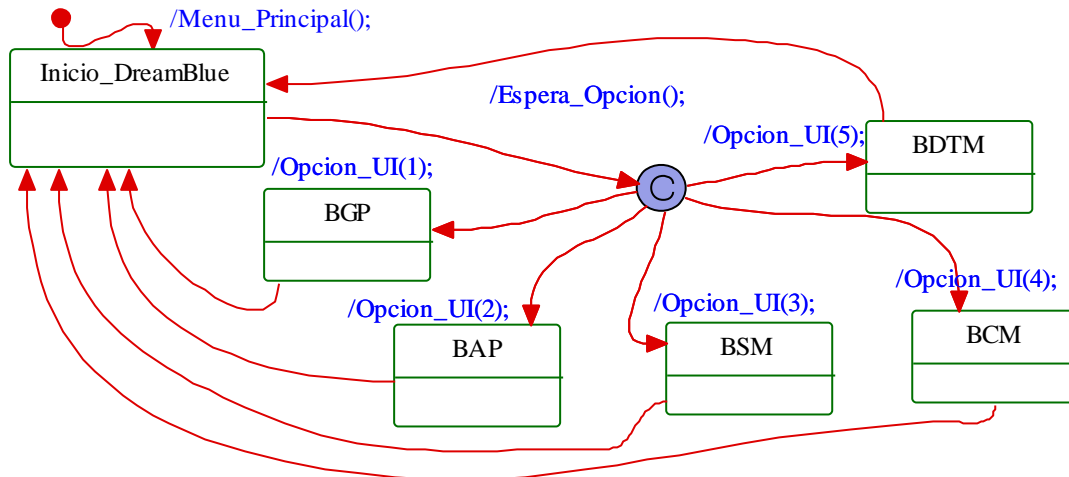 /Menu_Principal();
Inicio_DreamBlue
/Espera_Opcion();
/Opcion_UI(5);
BDTM
/Opcion_UI(1);
C
BGP
/Opcion_UI(2);
/Opcion_UI(3);
/Opcion_UI(4);
BAP
BSM
BCM